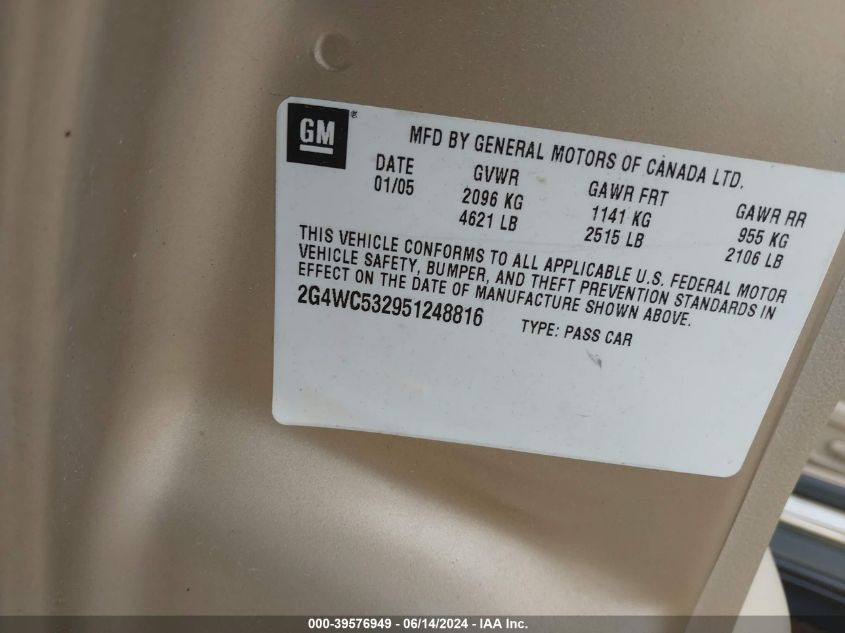 GM ®
MFD BY GENERAL MOTORS OF CANADA LTD.
DATE GVWR GAWR FRT GAWR RR
01/05 2096 KG 1141 KG 955 KG
4621 LB 2515 LB 2106 LB
THIS VEHICLE CONFORMS TO ALL APPLICABLE U.S. FEDERAL MOTOR
VEHICLE SAFETY, BUMPER, AND THEFT PREVENTION STANDARDS IN
EFFECT ON THE DATE OF MANUFACTURE SHOWN ABOVE.
2G4WC532951248816 TYPE: PASS CAR
000-39576949 - 06/14/2024 - IAA Inc.